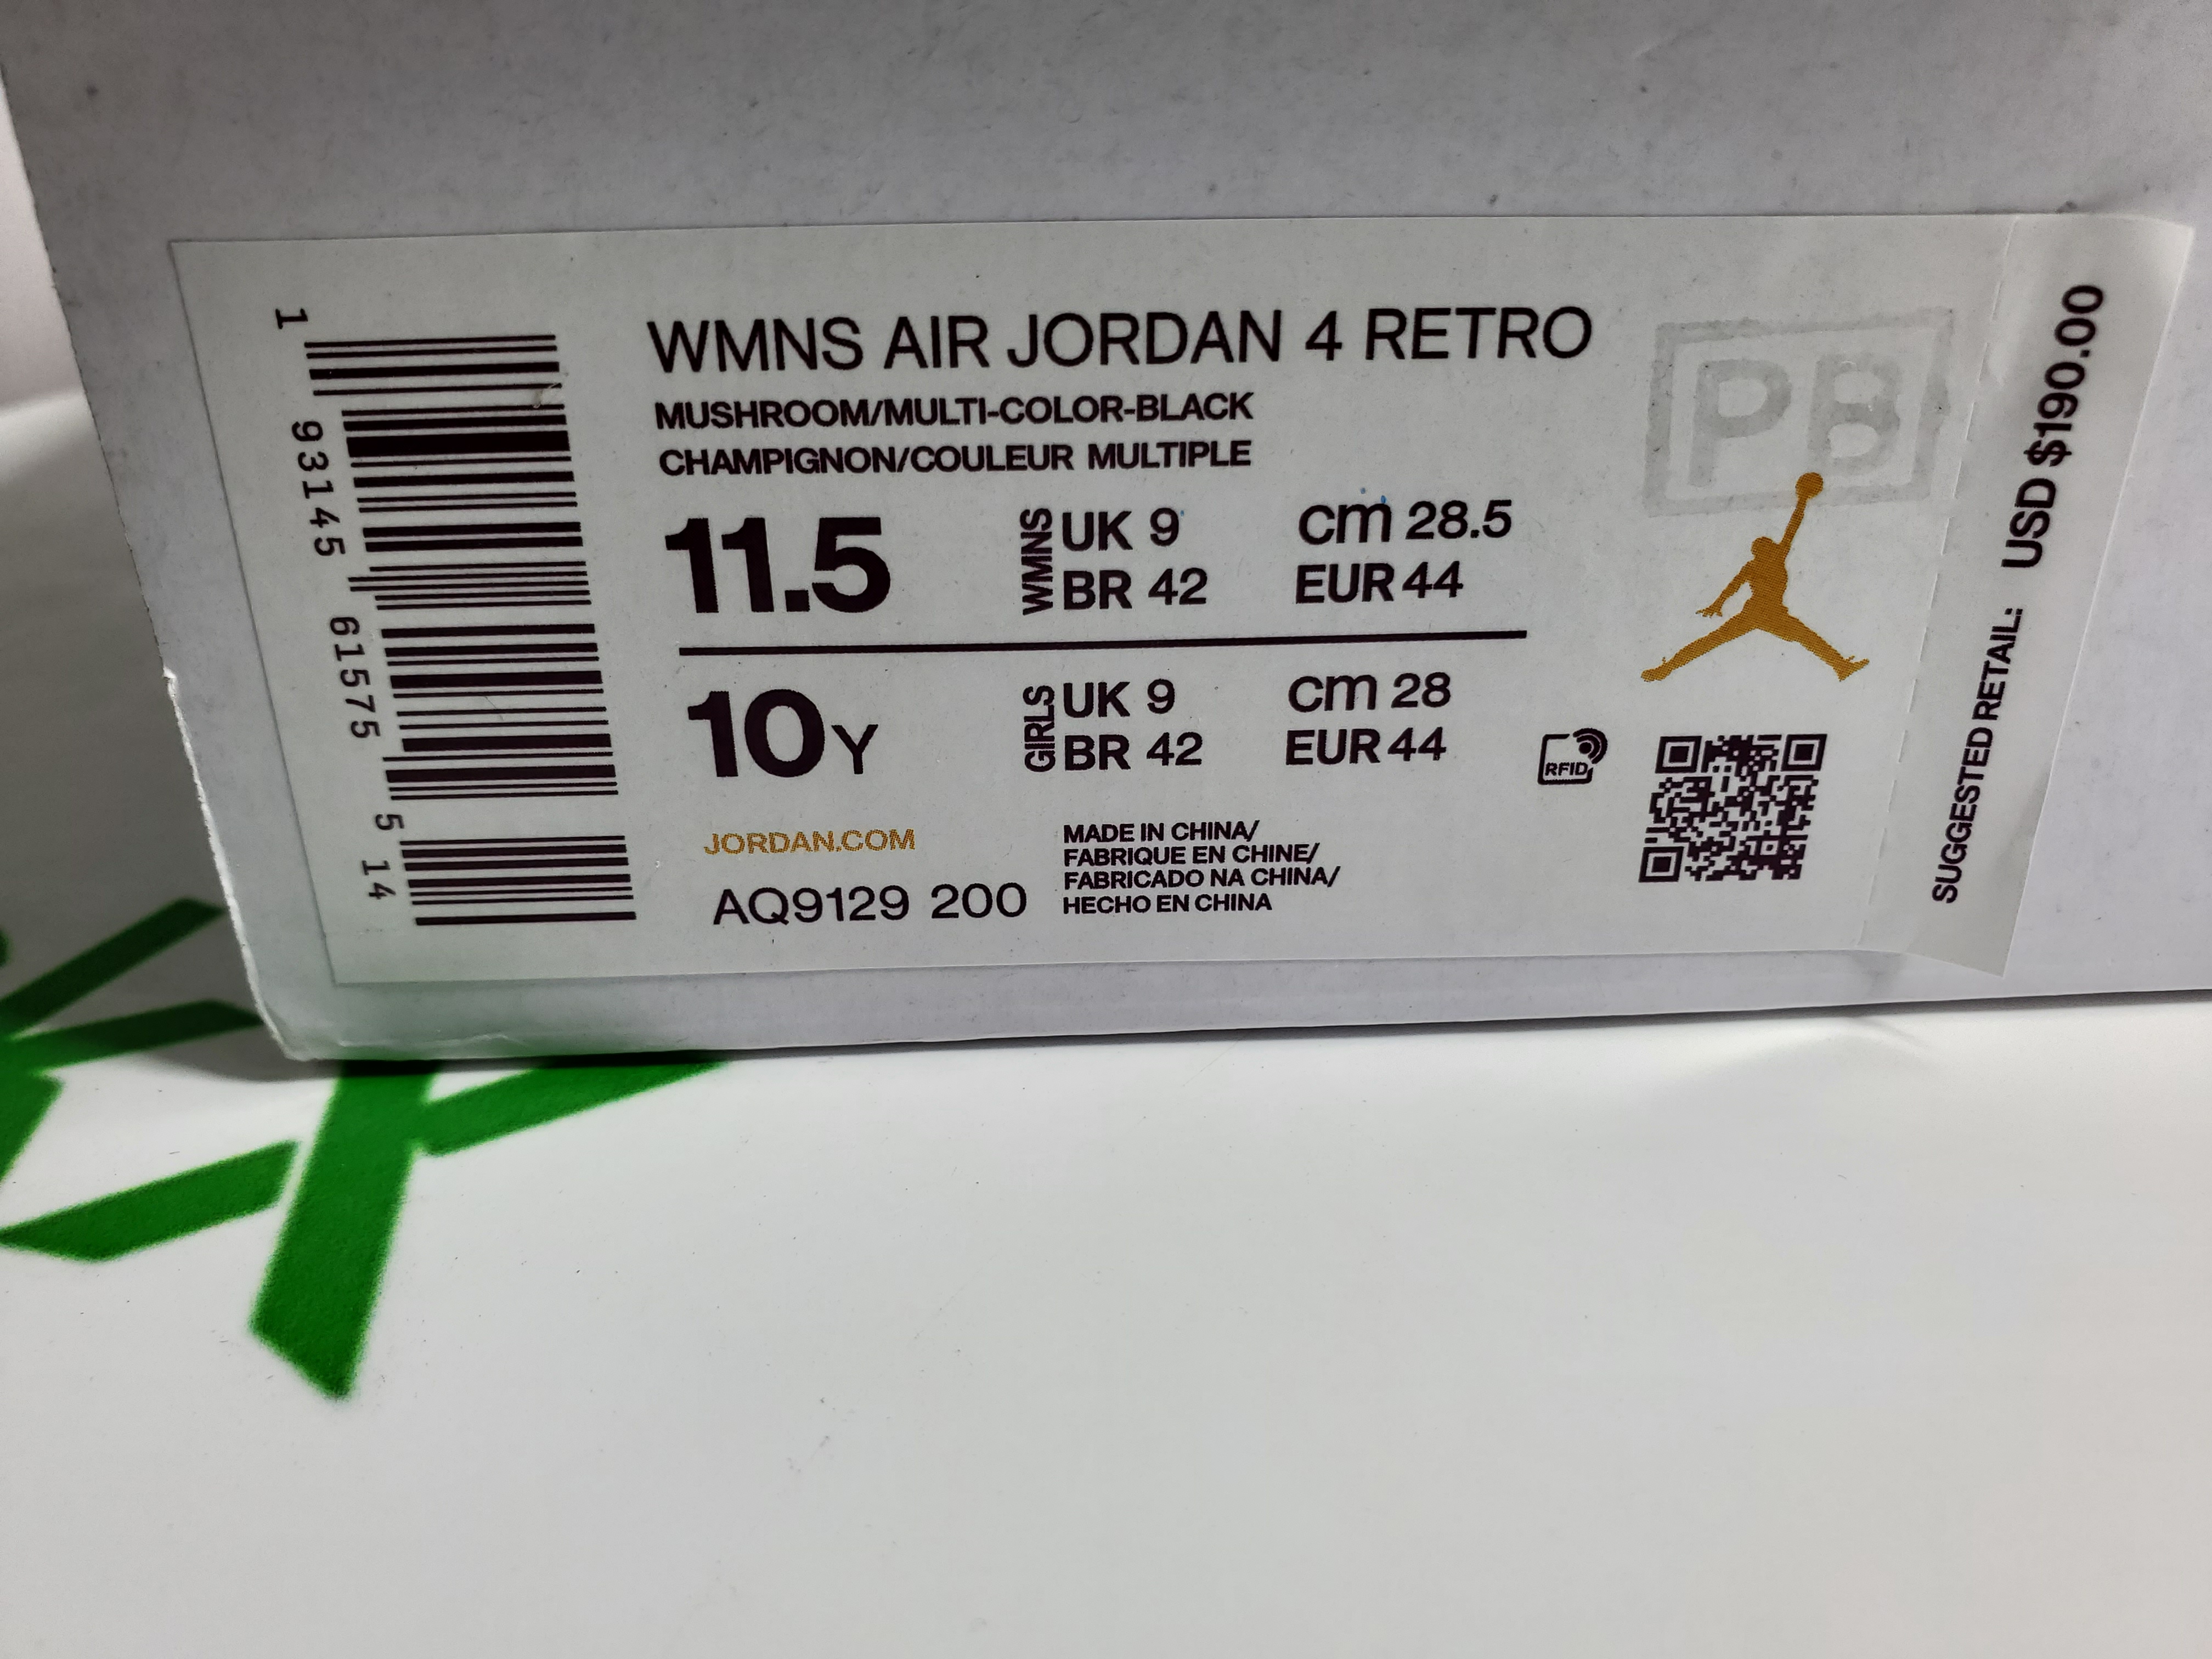 WMNS AIR JORDAN 4 RETRO
MUSHROOM/MULTI-COLOR-BLACK
CHAMPIGNON/COULEUR MULTIPLE
11.5 WMNS UK 9 cm 28.5
BR 42 EUR 44
10Y GIRLS UK 9 cm 28
BR 42 EUR 44
JORDAN.COM
AQ9129 200
MADE IN CHINA/
FABRIQUE EN CHINE/
FABRICADO NA CHINA/
HECHO EN CHINA
RFID
PB
SUGGESTED RETAIL: USD $190.00
1 93145 61575 5 14